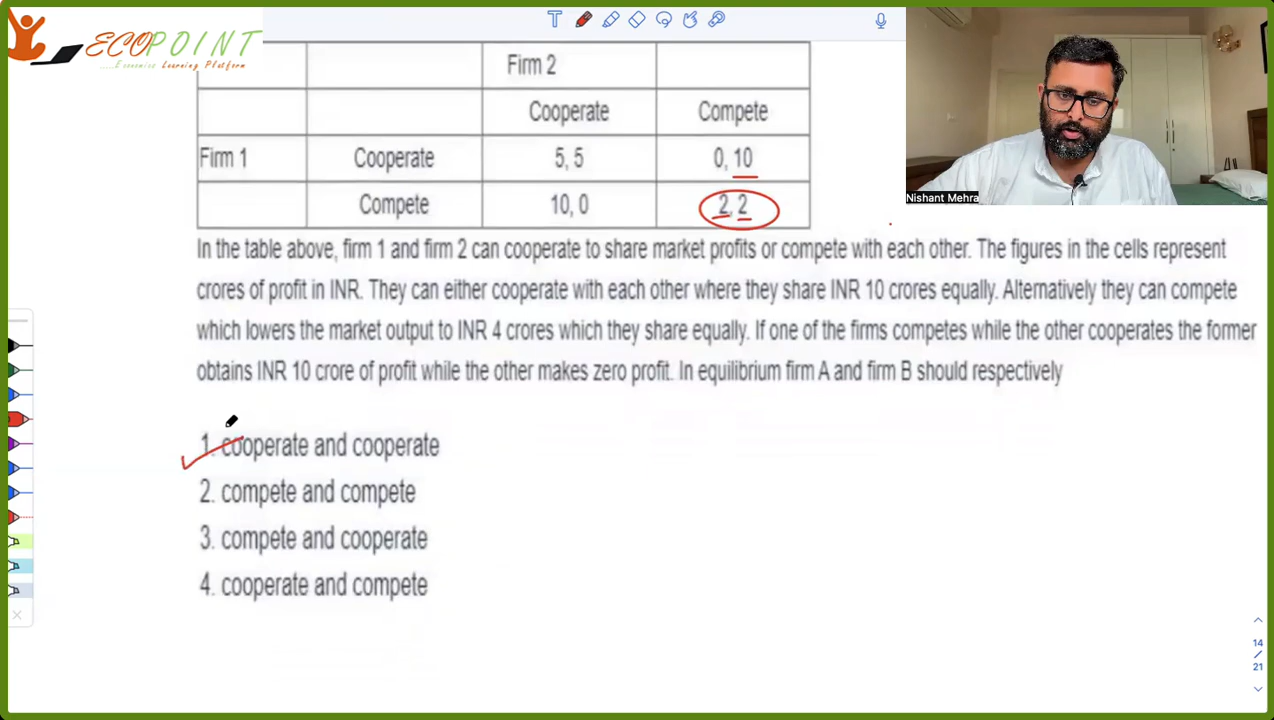 ECOPOINT
Economics Learning Platform
T
Firm 2
Cooperate Compete
Firm 1 Cooperate 5, 5 0, 10
Compete 10, 0 2, 2
Nishant Mehra
In the table above, firm 1 and firm 2 can cooperate to share market profits or compete with each other. The figures in the cells represent
crores of profit in INR. They can either cooperate with each other where they share INR 10 crores equally. Alternatively they can compete
which lowers the market output to INR 4 crores which they share equally. If one of the firms competes while the other cooperates the former
obtains INR 10 crore of profit while the other makes zero profit. In equilibrium firm A and firm B should respectively
1. cooperate and cooperate
2. compete and compete
3. compete and cooperate
4. cooperate and compete
14
/
21